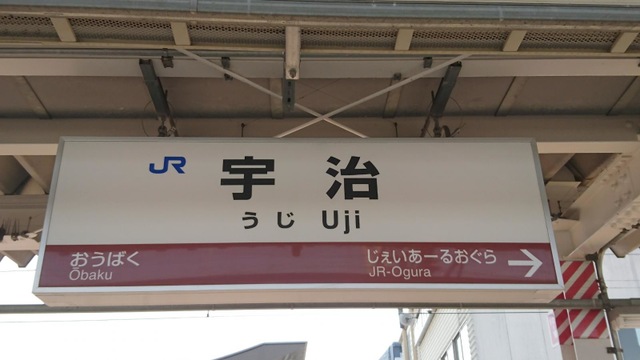 JR 宇治
うじ Uji
おうばく じぇいあーるおぐら →
Ōbaku JR-Ogura